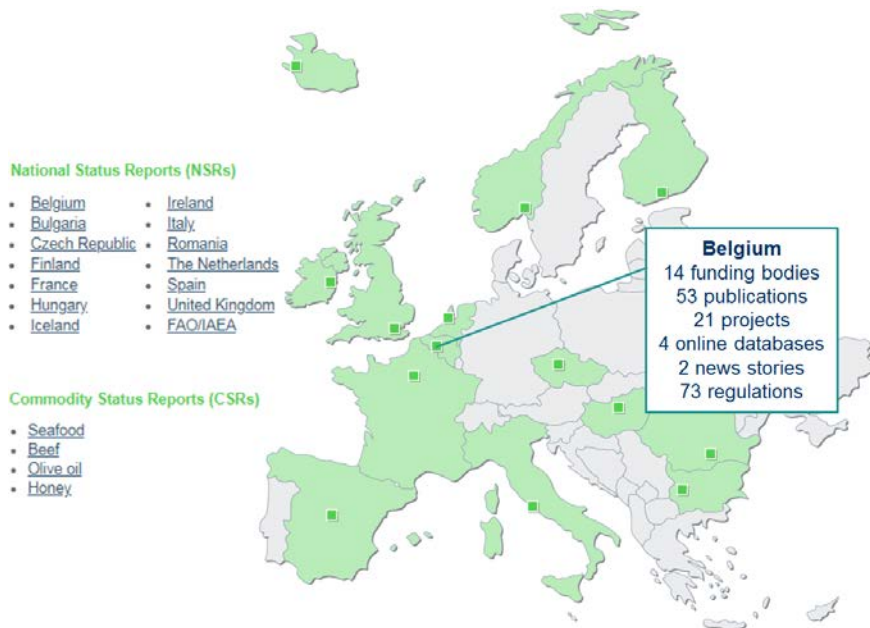 National Status Reports (NSRs)
Belgium
Bulgaria
Czech Republic
Finland
France
Hungary
Iceland
Ireland
Italy
Romania
The Netherlands
Spain
United Kingdom
FAO/IAEA
Commodity Status Reports (CSRs)
Seafood
Beef
Olive oil
Honey
Belgium
14 funding bodies
53 publications
21 projects
4 online databases
2 news stories
73 regulations